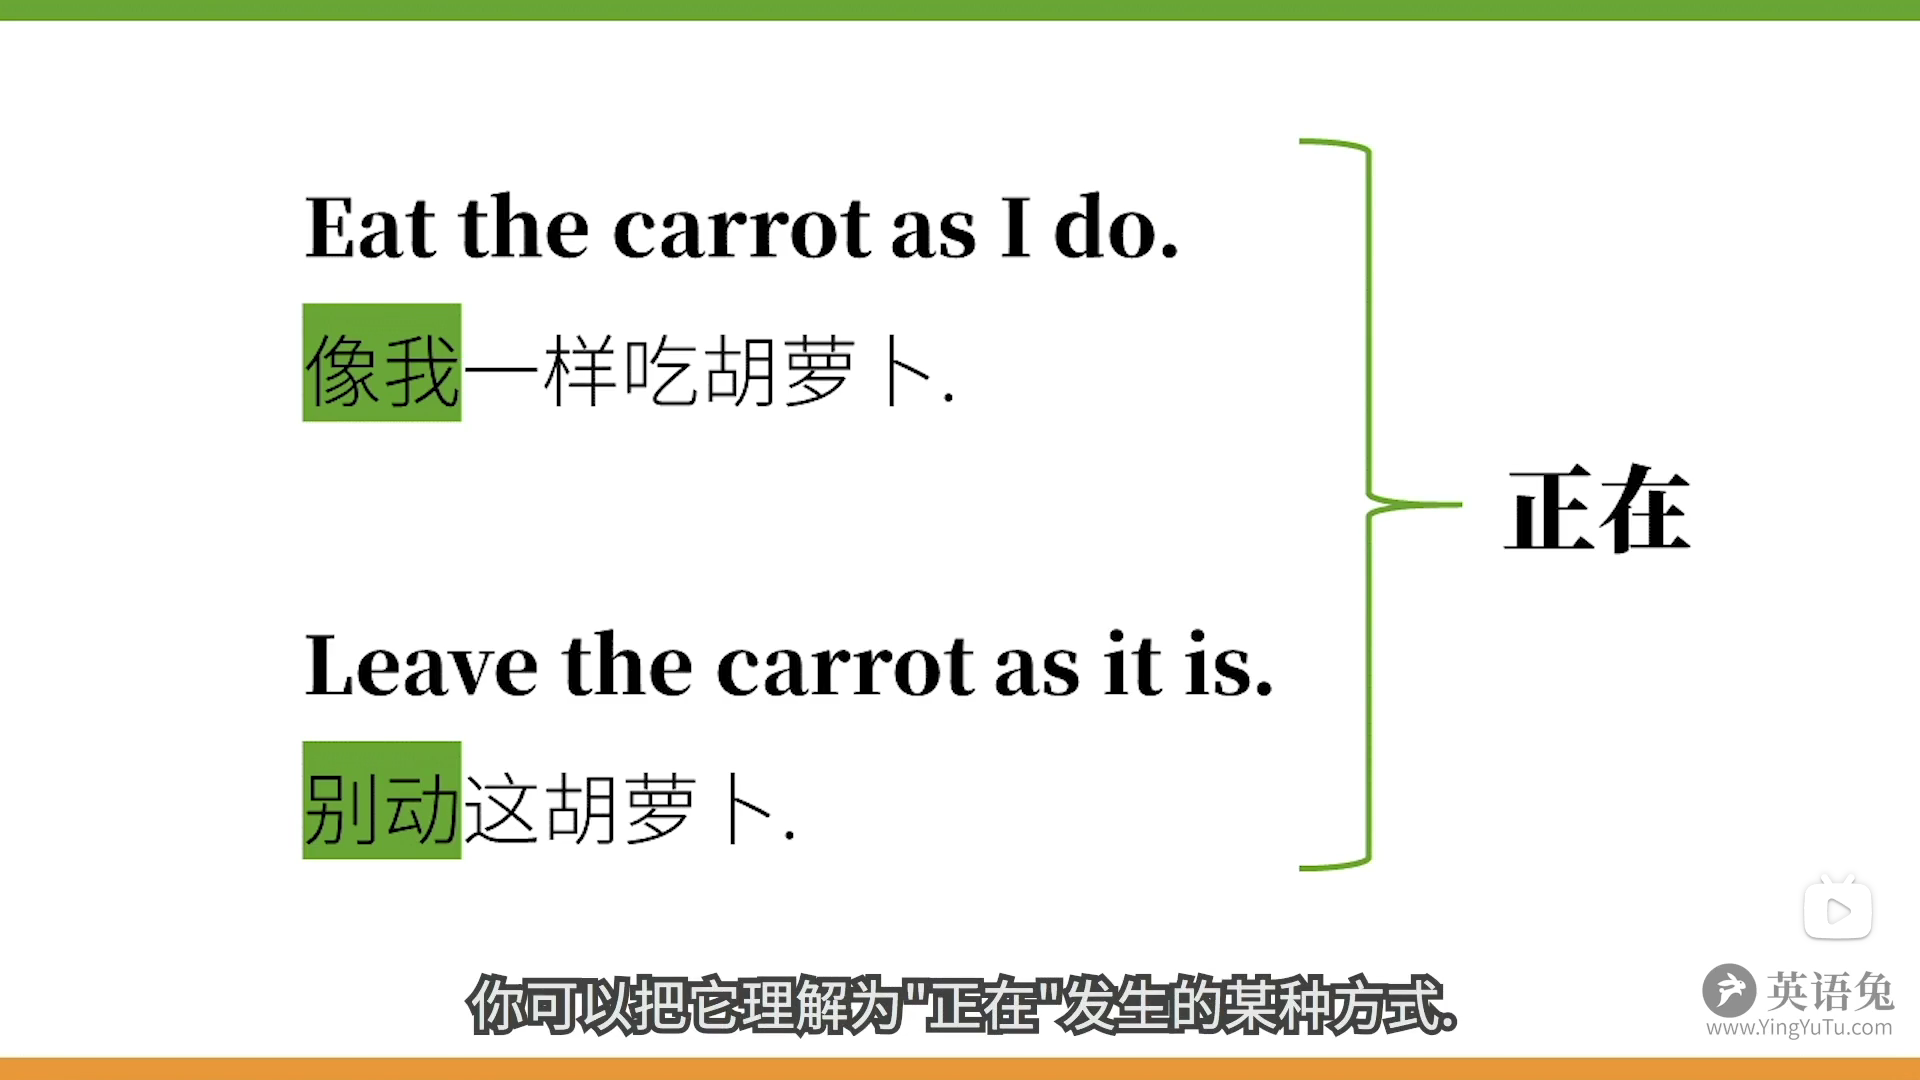 Eat the carrot as I do.
像我一样吃胡萝卜.
正在
Leave the carrot as it is.
别动这胡萝卜.
你可以把它理解为"正在"发生的某种方式.
英语兔
www.YingYuTu.com